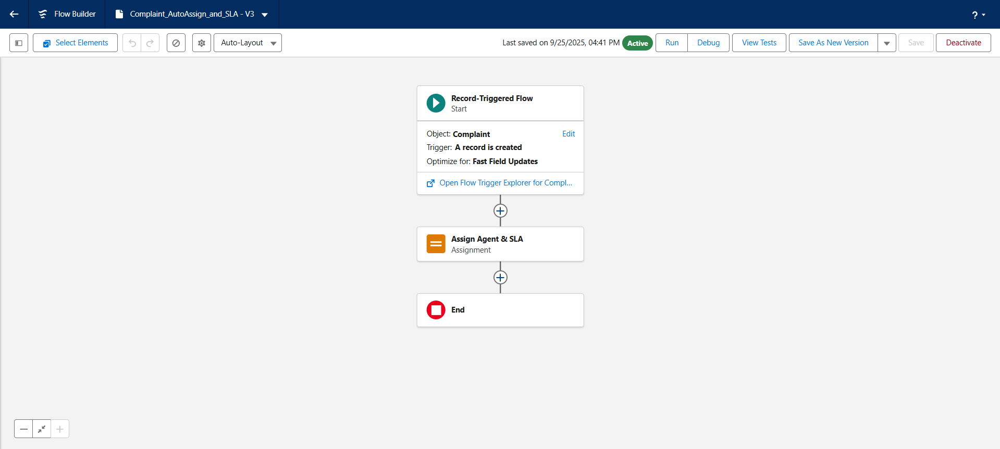 Flow Builder
Complaint_AutoAssign_and_SLA - V3
?
Select Elements
Auto-Layout
Last saved on 9/25/2025, 04:41 PM
Active
Run
Debug
View Tests
Save As New Version
Save
Deactivate
Record-Triggered Flow
Start
Object: Complaint
Edit
Trigger: A record is created
Optimize for: Fast Field Updates
Open Flow Trigger Explorer for Compl...
Assign Agent & SLA
Assignment
End